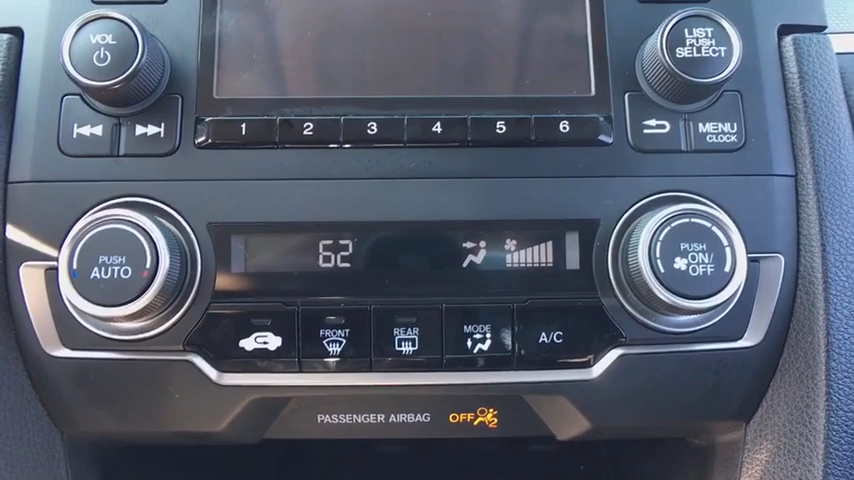 VOL
LIST
PUSH
SELECT
1 2 3 4 5 6
MENU
CLOCK
PUSH
AUTO
62
PUSH
ON/
OFF
FRONT
REAR
MODE
A/C
PASSENGER AIRBAG OFF 2